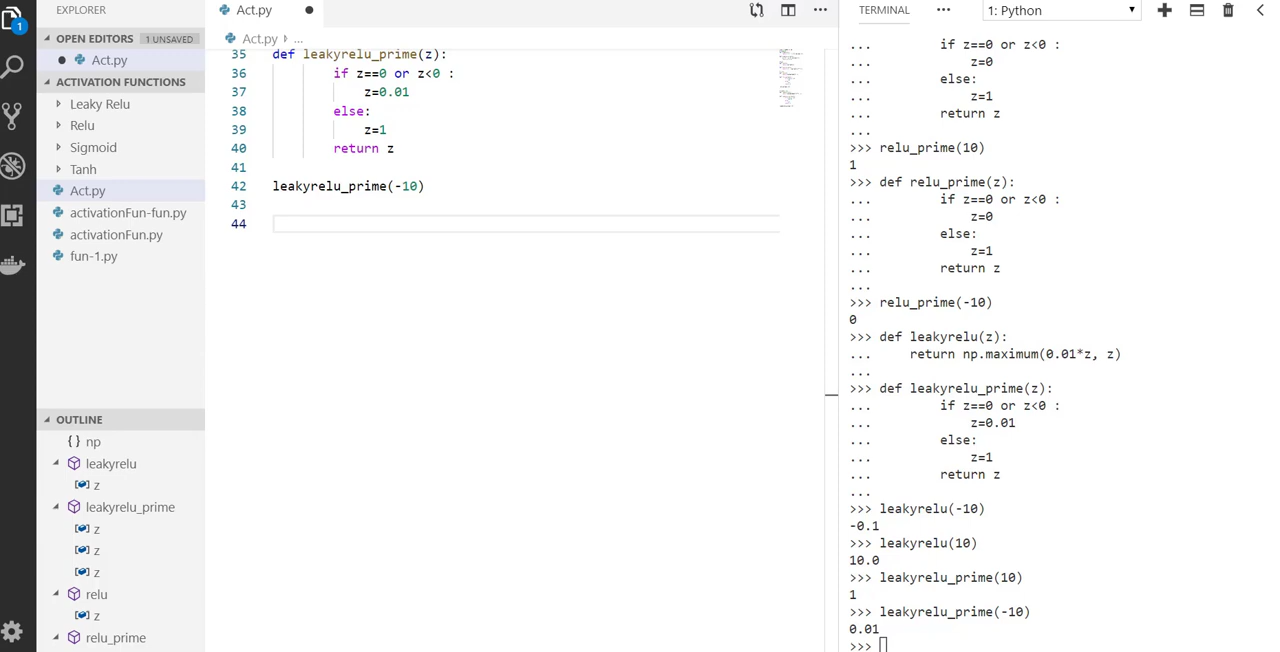 EXPLORER
OPEN EDITORS 1 UNSAVED
Act.py
ACTIVATION FUNCTIONS
Leaky Relu
Relu
Sigmoid
Tanh
Act.py
activationFun-fun.py
activationFun.py
fun-1.py
OUTLINE
{} np
leakyrelu
z
leakyrelu_prime
z
z
z
relu
z
relu_prime
1
Act.py
Act.py ...
35 def leakyrelu_prime(z):
36 if z==0 or z<0 :
37 z=0.01
38 else:
39 z=1
40 return z
41
42 leakyrelu_prime(-10)
43
44
TERMINAL ... 1: Python
... if z==0 or z<0 :
... z=0
... else:
... z=1
... return z
...
>>> relu_prime(10)
1
>>> def relu_prime(z):
... if z==0 or z<0 :
... z=0
... else:
... z=1
... return z
...
>>> relu_prime(-10)
0
>>> def leakyrelu(z):
... return np.maximum(0.01*z, z)
...
>>> def leakyrelu_prime(z):
... if z==0 or z<0 :
... z=0.01
... else:
... z=1
... return z
...
>>> leakyrelu(-10)
-0.1
>>> leakyrelu(10)
10.0
>>> leakyrelu_prime(10)
1
>>> leakyrelu_prime(-10)
0.01
>>>